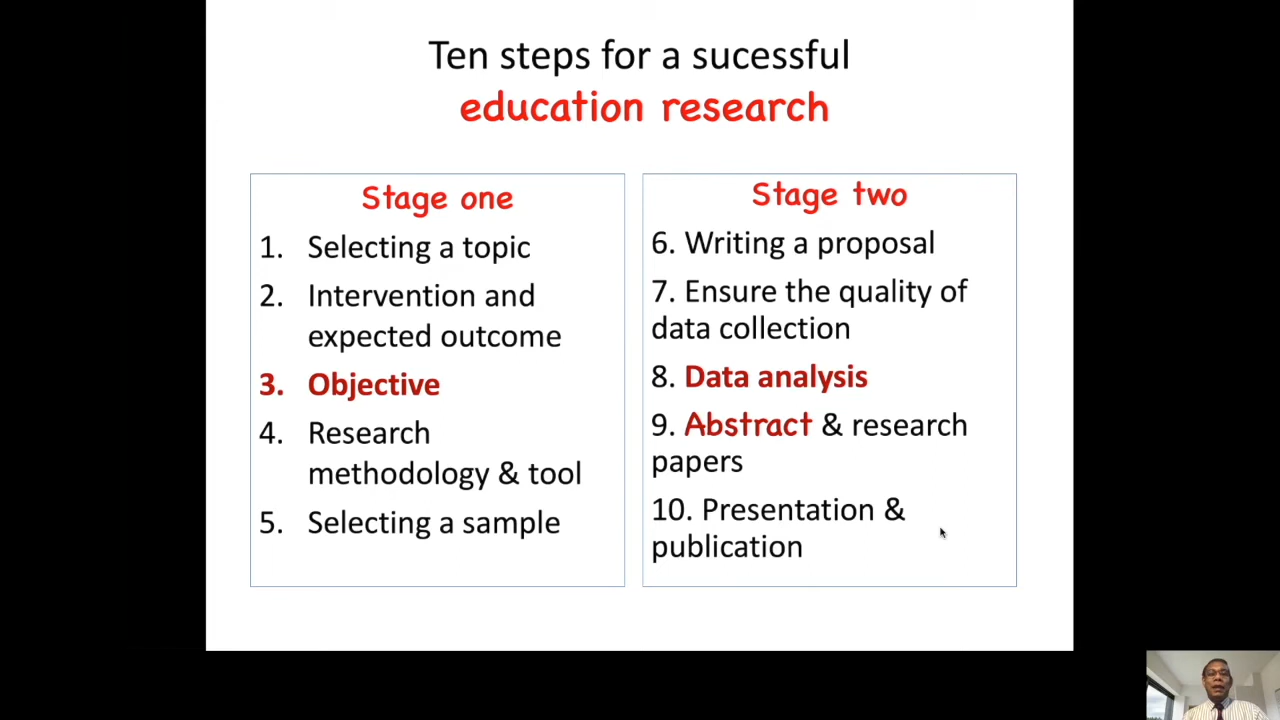 Ten steps for a sucessful
education research
Stage one
1. Selecting a topic
2. Intervention and
expected outcome
3. Objective
4. Research
methodology & tool
5. Selecting a sample
Stage two
6. Writing a proposal
7. Ensure the quality of
data collection
8. Data analysis
9. Abstract & research
papers
10. Presentation &
publication